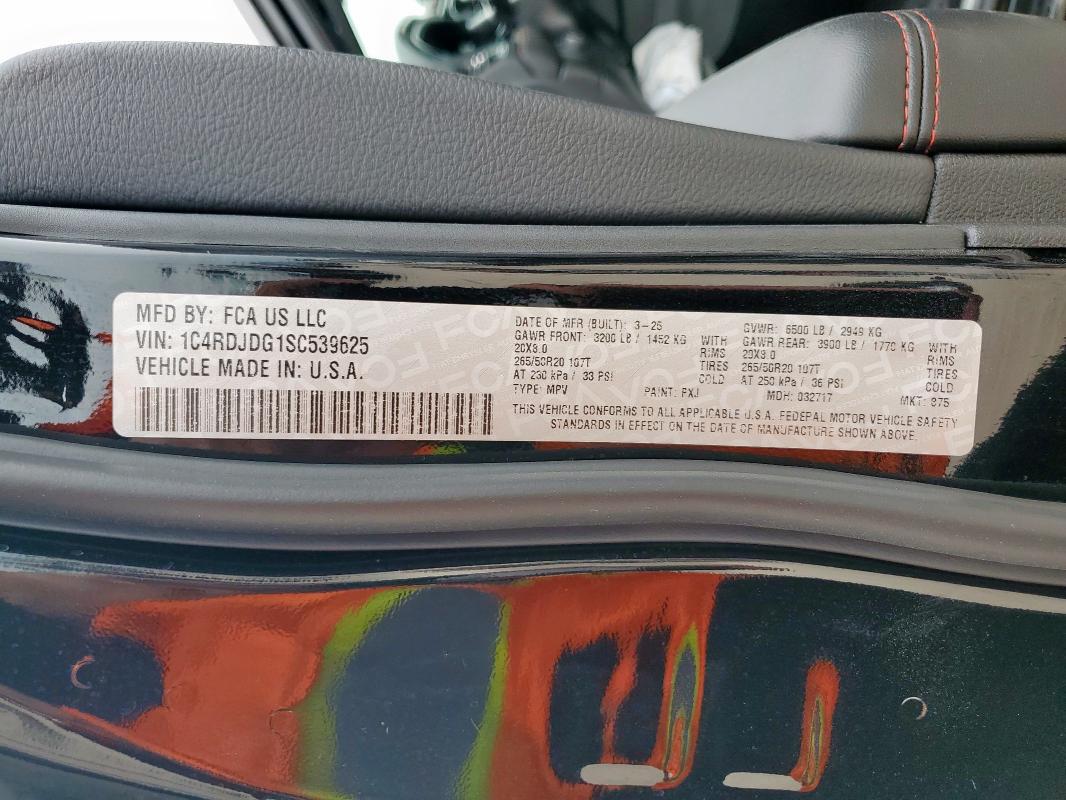 MFD BY: FCA US LLC
VIN: 1C4RDJDG1SC539625
VEHICLE MADE IN: U.S.A.
DATE OF MFR (BUILT): 3-25 GVWR: 6500 LB / 2949 KG
GAWR FRONT: 3200 LB / 1452 KG WITH GAWR REAR: 3900 LB / 1770 KG WITH
20X8.0 RIMS 20X8.0 RIMS
265/50R20 107T TIRES 265/50R20 107T TIRES
AT 230 kPa / 33 PSI COLD AT 250 kPa / 36 PSI COLD
TYPE: MPV PAINT: PXJ MDH: 032717 MKT: 875
THIS VEHICLE CONFORMS TO ALL APPLICABLE U.S.A. FEDERAL MOTOR VEHICLE SAFETY
STANDARDS IN EFFECT ON THE DATE OF MANUFACTURE SHOWN ABOVE.